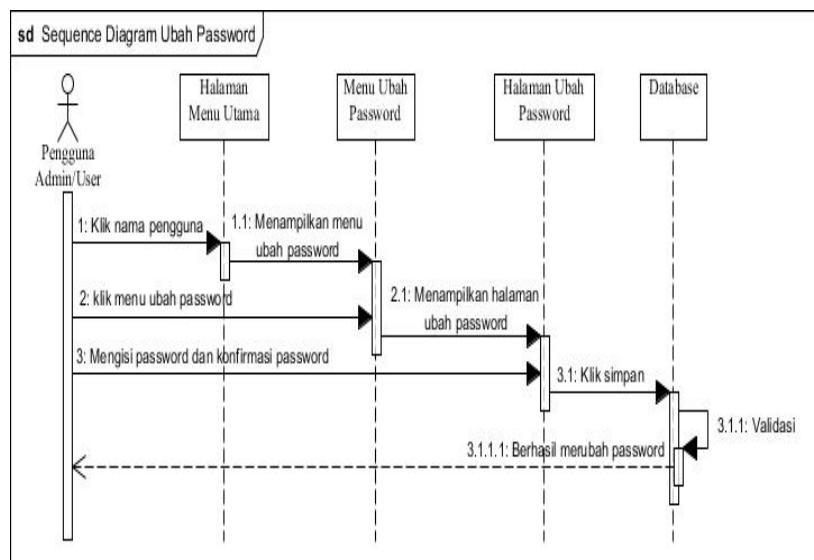 sd Sequence Diagram Ubah Password
Halaman
Menu Utama
Menu Ubah
Password
Halaman Ubah
Password
Database
Pengguna
Admin/User
1: Klik nama pengguna
1.1: Menampilkan menu
ubah password
2: klik menu ubah password
2.1: Menampilkan halaman
ubah password
3: Mengisi password dan konfirmasi password
3.1: Klik simpan
3.1.1: Validasi
3.1.1.1: Berhasil merubah password